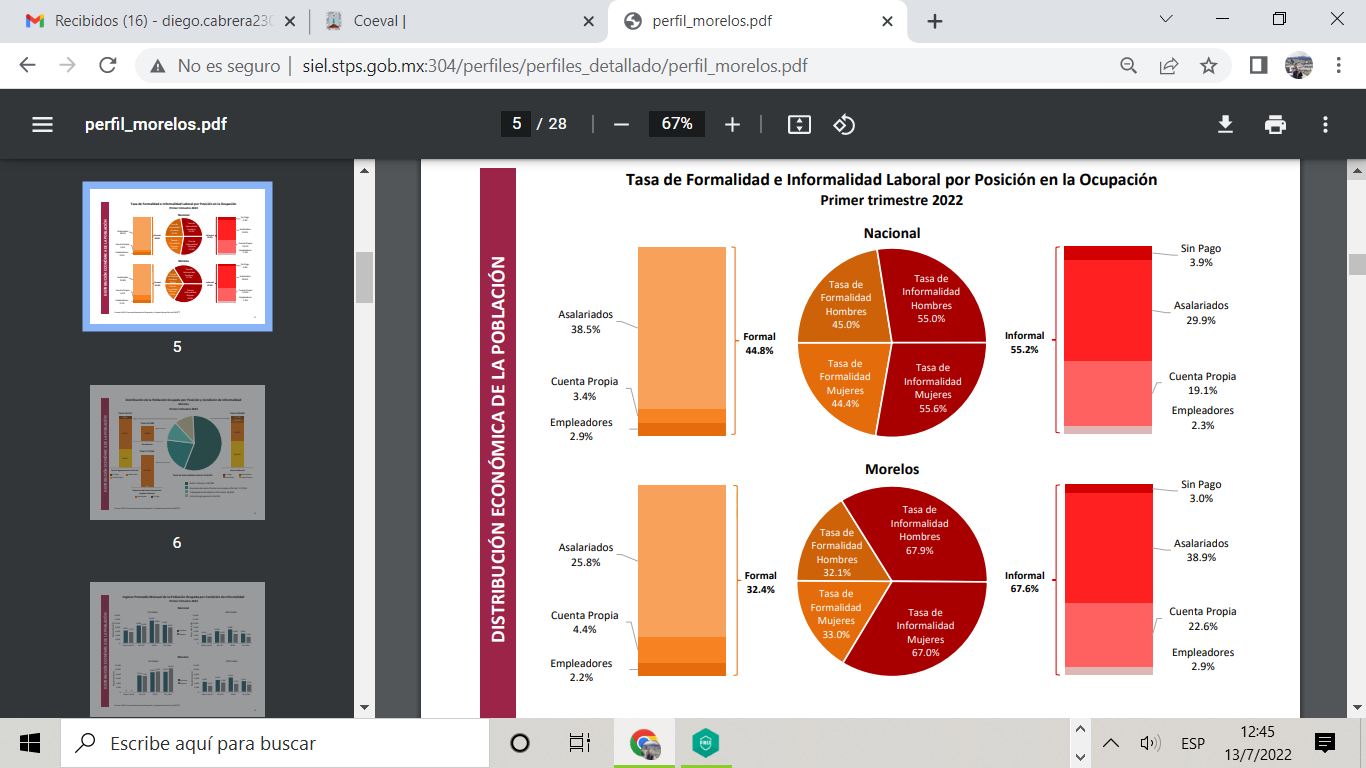 Recibidos (16) - diego.cabrera230
Coeval |
perfil_morelos.pdf
No es seguro | siel.stps.gob.mx:304/perfiles/perfiles_detallado/perfil_morelos.pdf
perfil_morelos.pdf
5 / 28
67%
5
6
DISTRIBUCIÓN ECONÓMICA DE LA POBLACIÓN
Tasa de Formalidad e Informalidad Laboral por Posición en la Ocupación
Primer trimestre 2022
Nacional
Asalariados
38.5%
Cuenta Propia
3.4%
Empleadores
2.9%
Formal
44.8%
Tasa de
Formalidad
Hombres
45.0%
Tasa de
Informalidad
Hombres
55.0%
Tasa de
Formalidad
Mujeres
44.4%
Tasa de
Informalidad
Mujeres
55.6%
Informal
55.2%
Sin Pago
3.9%
Asalariados
29.9%
Cuenta Propia
19.1%
Empleadores
2.3%
Morelos
Asalariados
25.8%
Cuenta Propia
4.4%
Empleadores
2.2%
Formal
32.4%
Tasa de
Formalidad
Hombres
32.1%
Tasa de
Informalidad
Hombres
67.9%
Tasa de
Formalidad
Mujeres
33.0%
Tasa de
Informalidad
Mujeres
67.0%
Informal
67.6%
Sin Pago
3.0%
Asalariados
38.9%
Cuenta Propia
22.6%
Empleadores
2.9%
Escribe aquí para buscar
ESP
12:45
13/7/2022